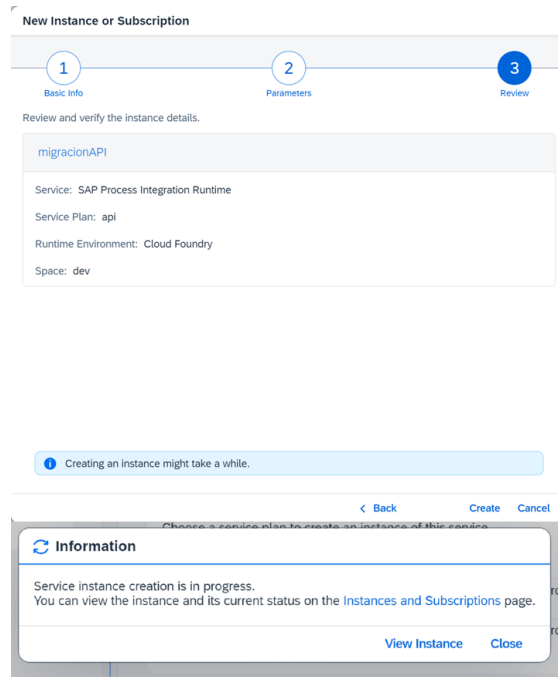 New Instance or Subscription
1
2
3
Basic Info
Parameters
Review
Review and verify the instance details.
migracionAPI
Service: SAP Process Integration Runtime
Service Plan: api
Runtime Environment: Cloud Foundry
Space: dev
Creating an instance might take a while.
< Back
Create
Cancel
Choose a service plan to create an instance of this service
Information
Service instance creation is in progress.
You can view the instance and its current status on the Instances and Subscriptions page.
View Instance
Close